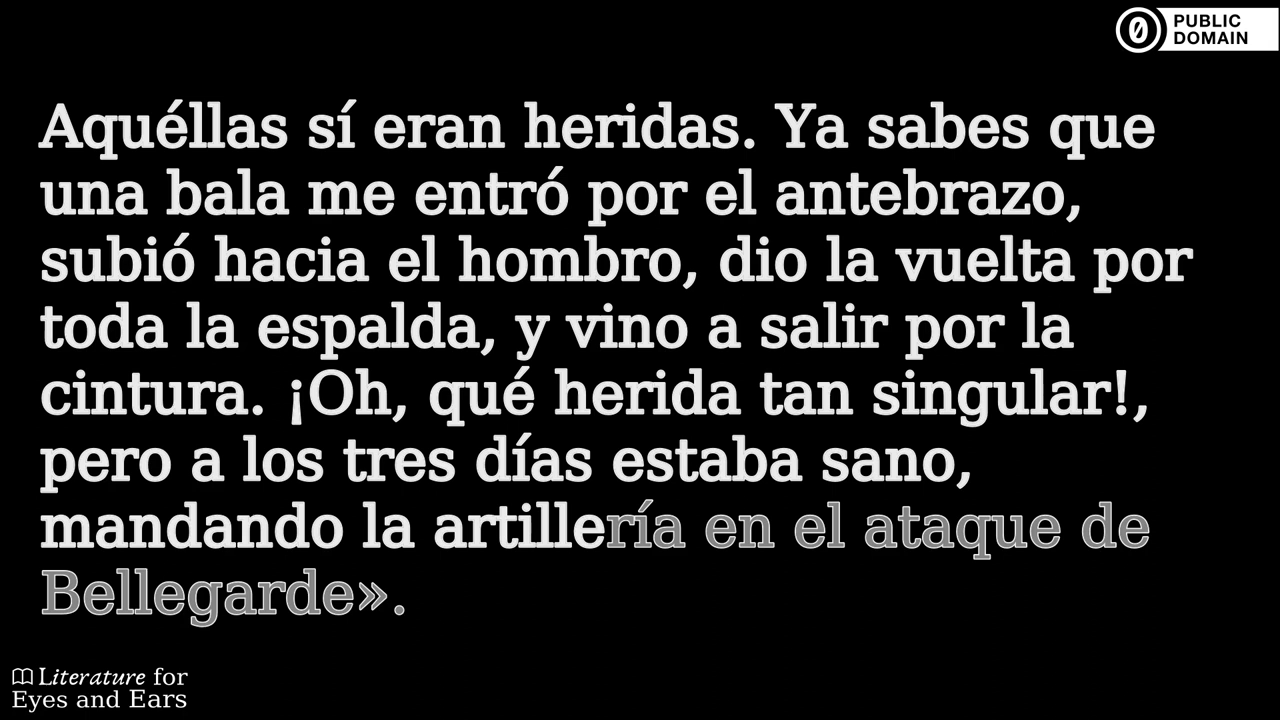 PUBLIC
DOMAIN
Aquéllas sí eran heridas. Ya sabes que
una bala me entró por el antebrazo,
subió hacia el hombro, dio la vuelta por
toda la espalda, y vino a salir por la
cintura. ¡Oh, qué herida tan singular!,
pero a los tres días estaba sano,
mandando la artillería en el ataque de
Bellegarde».
Literature for
Eyes and Ears